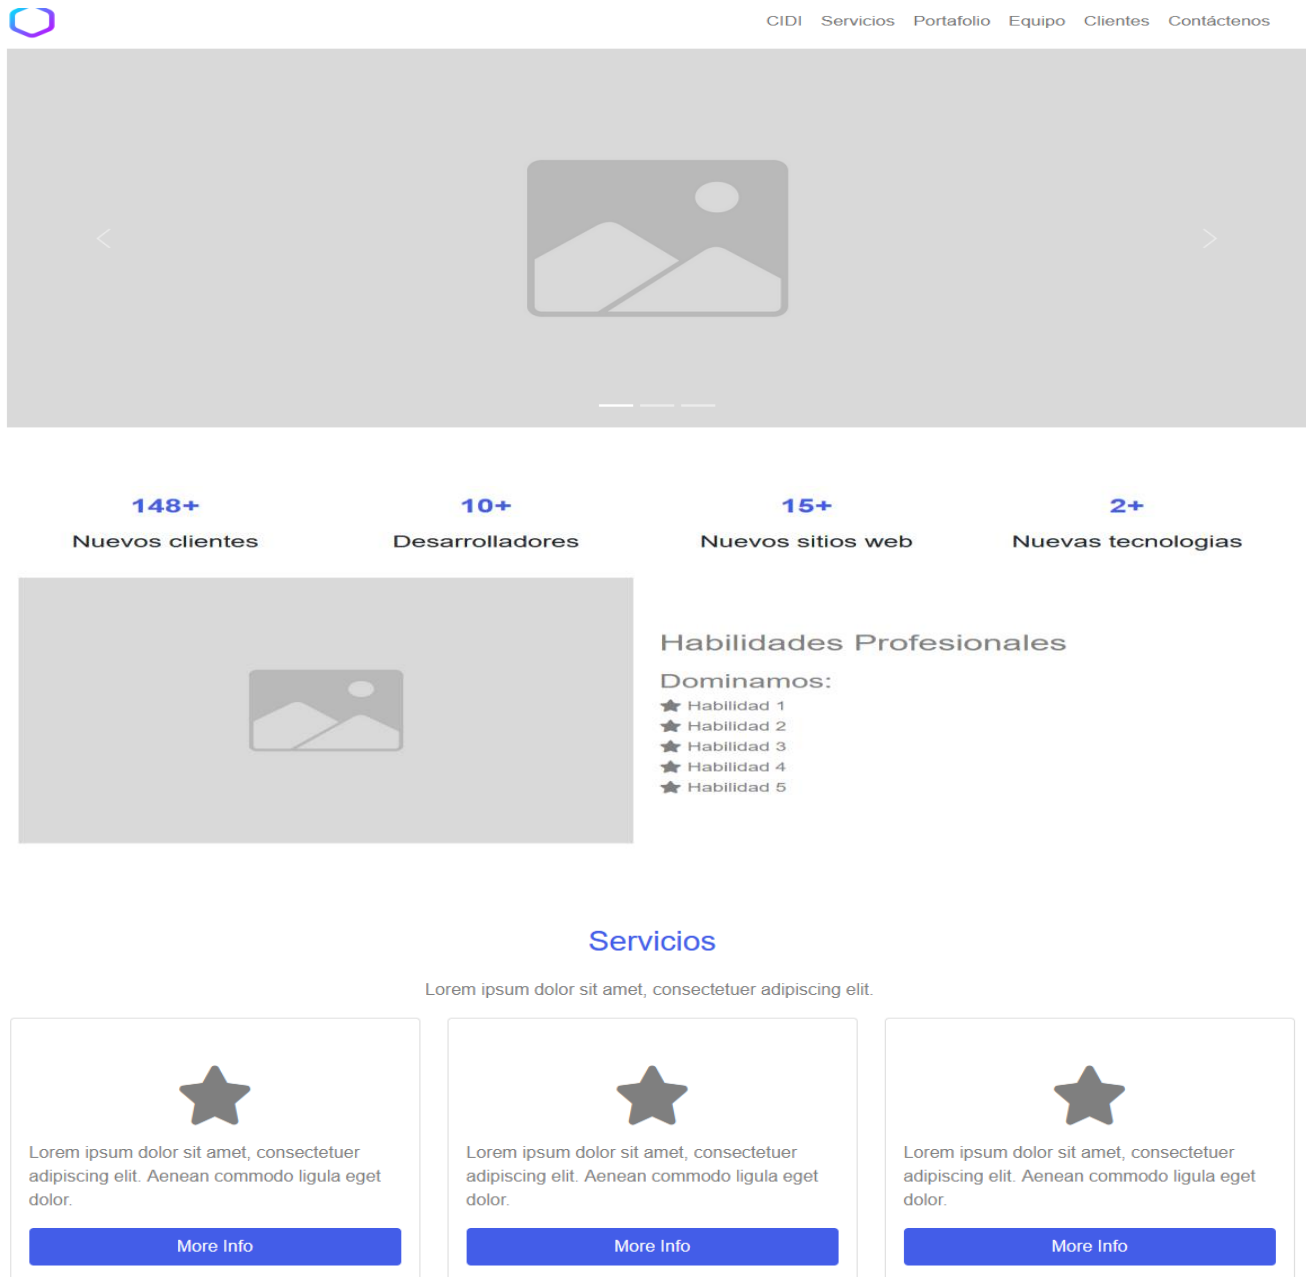 CIDI Servicios Portafolio Equipo Clientes Contáctenos
148+ 10+ 15+ 2+
Nuevos clientes Desarrolladores Nuevos sitios web Nuevas tecnologias
Habilidades Profesionales
Dominamos:
Habilidad 1
Habilidad 2
Habilidad 3
Habilidad 4
Habilidad 5
Servicios
Lorem ipsum dolor sit amet, consectetuer adipiscing elit.
Lorem ipsum dolor sit amet, consectetuer
adipiscing elit. Aenean commodo ligula eget
dolor.
More Info
Lorem ipsum dolor sit amet, consectetuer
adipiscing elit. Aenean commodo ligula eget
dolor.
More Info
Lorem ipsum dolor sit amet, consectetuer
adipiscing elit. Aenean commodo ligula eget
dolor.
More Info